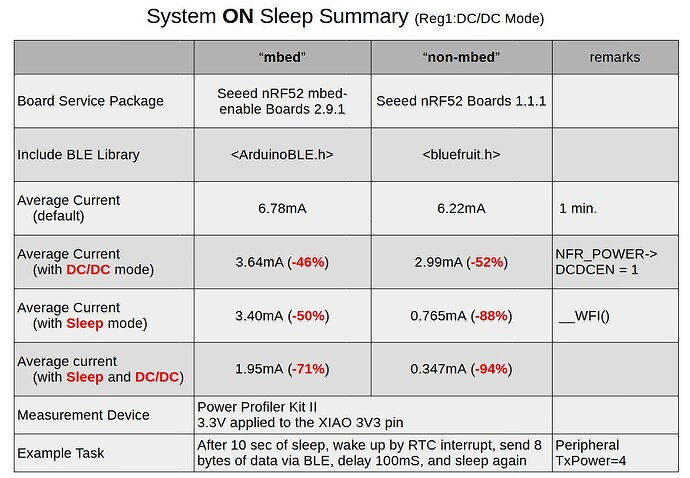 System ON Sleep Summary (Reg1:DC/DC Mode)
“mbed” “non-mbed” remarks
Board Service Package
Seeed nRF52 mbed-
enable Boards 2.9.1
Seeed nRF52 Boards 1.1.1
Include BLE Library <ArduinoBLE.h> <bluefruit.h>
Average Current
(default)
6.78mA 6.22mA 1 min.
Average Current
(with DC/DC mode)
3.64mA (-46%) 2.99mA (-52%)
NFR_POWER->
DCDCEN = 1
Average Current
(with Sleep mode)
3.40mA (-50%) 0.765mA (-88%) __WFI()
Average current
(with Sleep and DC/DC)
1.95mA (-71%) 0.347mA (-94%)
Measurement Device
Power Profiler Kit II
3.3V applied to the XIAO 3V3 pin
Example Task
After 10 sec of sleep, wake up by RTC interrupt, send 8
bytes of data via BLE, delay 100mS, and sleep again
Peripheral
TxPower=4